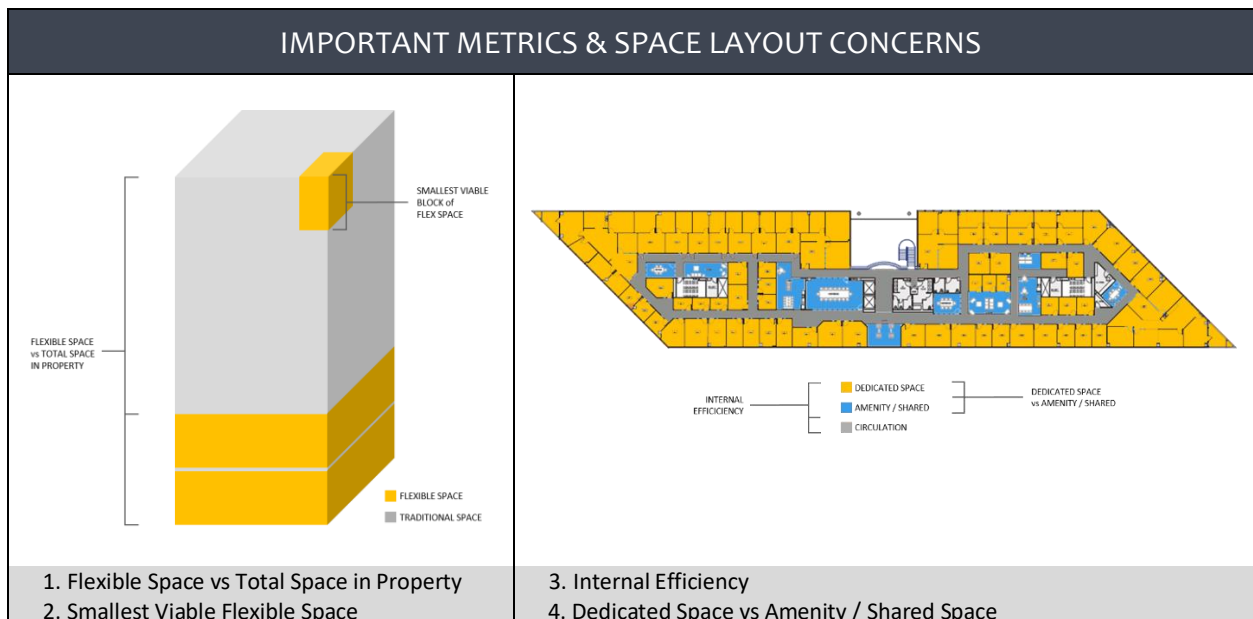 IMPORTANT METRICS & SPACE LAYOUT CONCERNS
SMALLEST VIABLE
BLOCK of
FLEX SPACE
FLEXIBLE SPACE
vs TOTAL SPACE
IN PROPERTY
FLEXIBLE SPACE
TRADITIONAL SPACE
INTERNAL
EFFICIENCY
DEDICATED SPACE
AMENITY / SHARED
CIRCULATION
DEDICATED SPACE
vs AMENITY / SHARED
1. Flexible Space vs Total Space in Property
2. Smallest Viable Flexible Space
3. Internal Efficiency
4. Dedicated Space vs Amenity / Shared Space